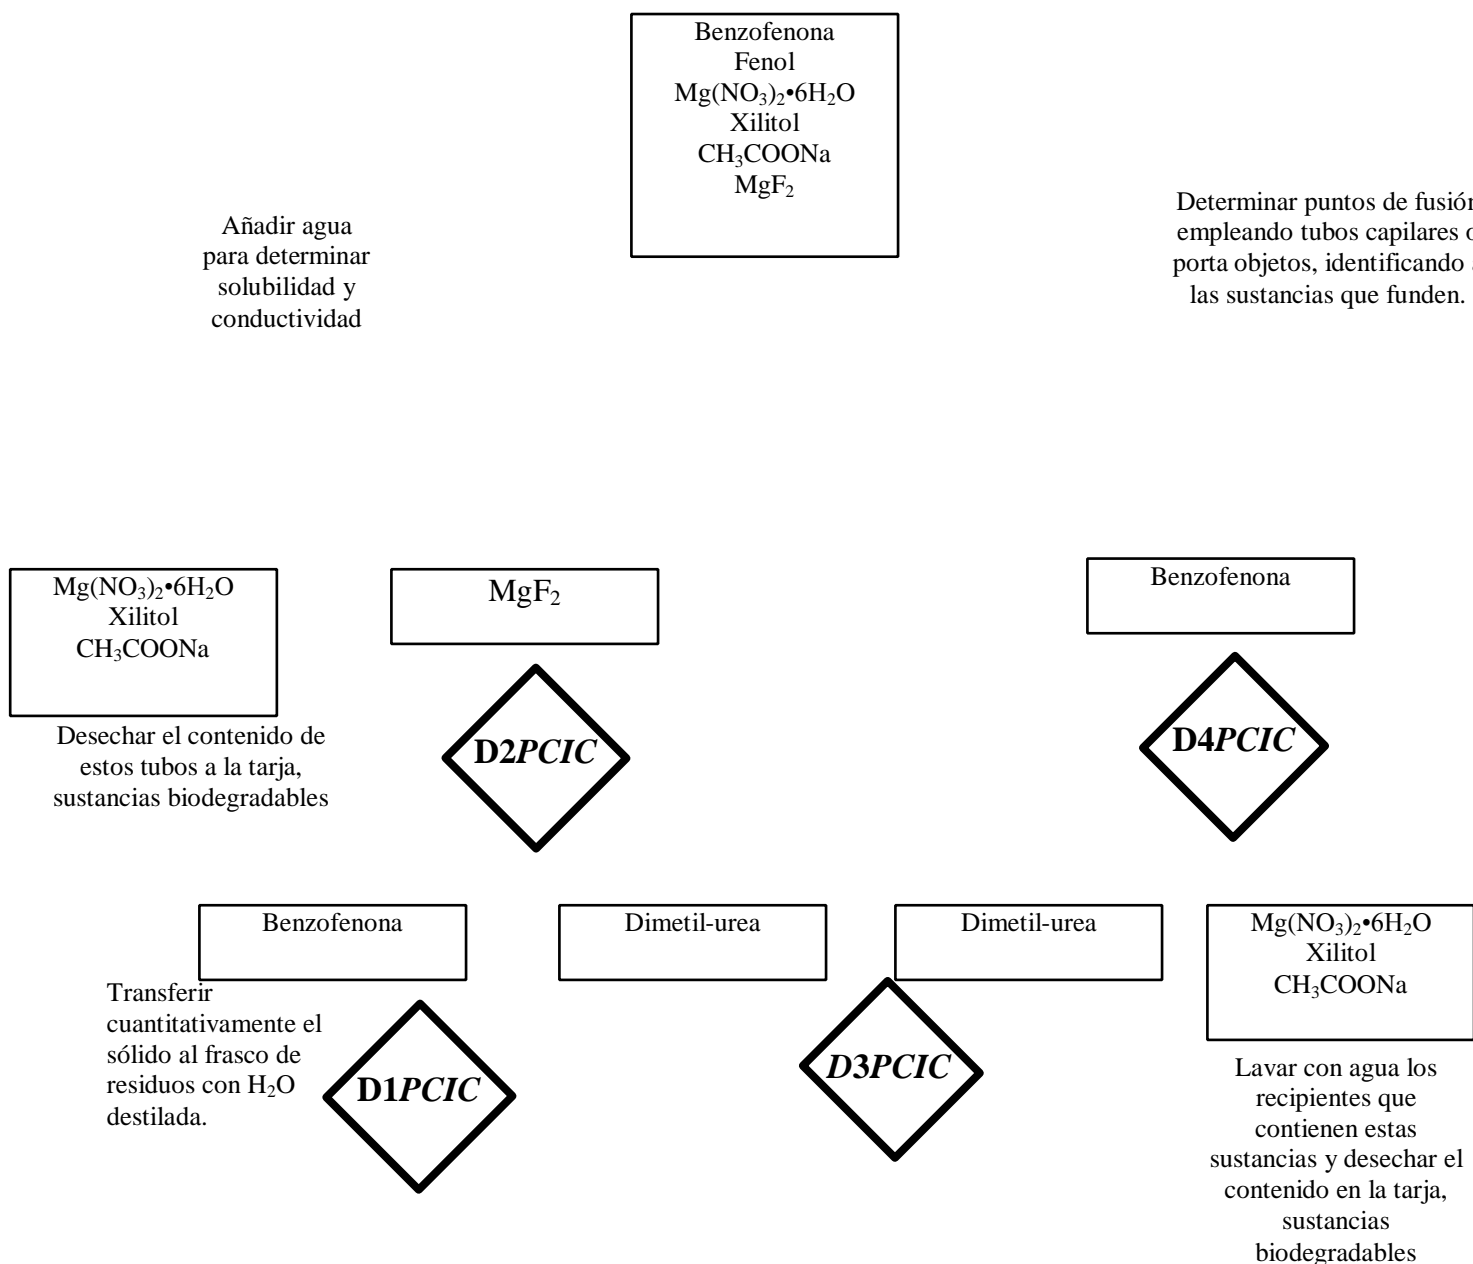 Benzofenona
Fenol
Mg(NO₃)₂•6H₂O
Xilitol
CH₃COONa
MgF₂
Añadir agua
para determinar
solubilidad y
conductividad
Determinar puntos de fusión
empleando tubos capilares o
porta objetos, identificando
las sustancias que funden.
Mg(NO₃)₂•6H₂O
Xilitol
CH₃COONa
Desechar el contenido de
estos tubos a la tarja,
sustancias biodegradables
MgF₂
D2PCIC
Benzofenona
D4PCIC
Benzofenona
Transferir
cuantitativamente el
sólido al frasco de
residuos con H₂O
destilada.
D1PCIC
Dimetil-urea
Dimetil-urea
D3PCIC
Mg(NO₃)₂•6H₂O
Xilitol
CH₃COONa
Lavar con agua los
recipientes que
contienen estas
sustancias y desechar el
contenido en la tarja,
sustancias
biodegradables